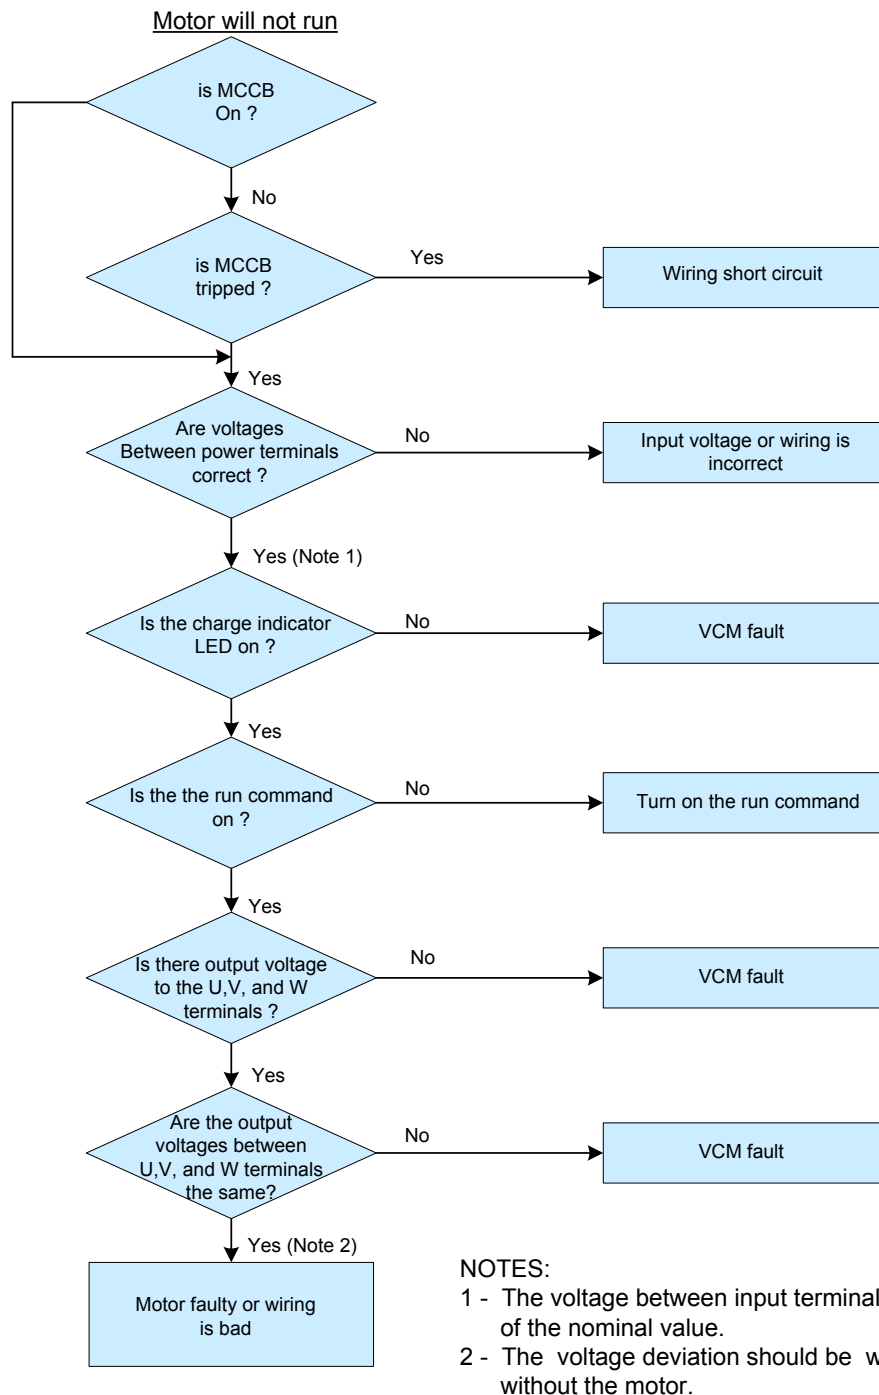 Motor will not run
is MCCB
On ?
No
is MCCB
tripped ?
Yes
Wiring short circuit
Yes
Are voltages
Between power terminals
correct ?
No
Input voltage or wiring is
incorrect
Yes (Note 1)
Is the charge indicator
LED on ?
No
VCM fault
Yes
Is the the run command
on ?
No
Turn on the run command
Yes
Is there output voltage
to the U,V, and W
terminals ?
No
VCM fault
Yes
Are the output
voltages between
U,V, and W terminals
the same?
No
VCM fault
Yes (Note 2)
Motor faulty or wiring
is bad
NOTES:
1 - The voltage between input terminal
of the nominal value.
2 - The voltage deviation should be
without the motor.